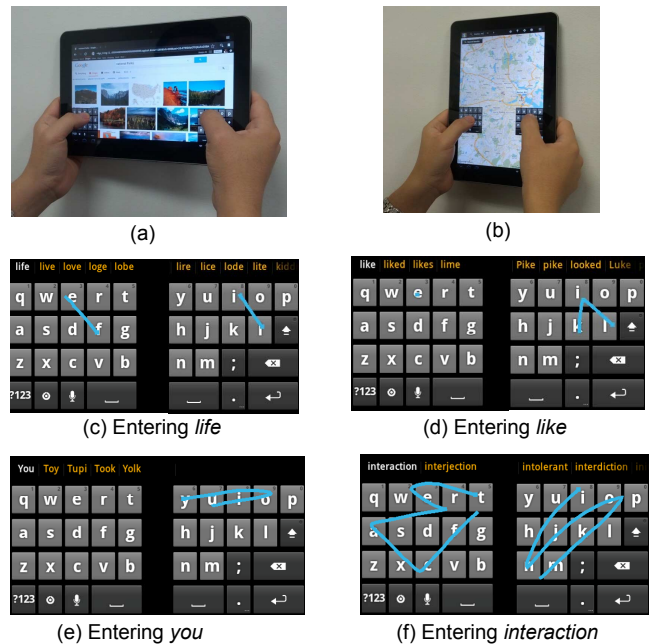 (a)
(b)
life live love loge lobe
lire lice lode lite kidd
q w e r t
y u i o p
a s d f g
h j k l
z x c v b
n m ;
?123
.
(c) Entering life
like liked likes lime
Pike pike looked Luke
q w e r t
y u i o p
a s d f g
h j k l
z x c v b
n m ;
?123
.
(d) Entering like
You Toy Tupi Took Yolk
q w e r t
y u i o p
a s d f g
h j k l
z x c v b
n m ;
?123
.
(e) Entering you
interaction interjection
intolerant interdiction
q w e r t
y u i o p
a s d f g
h j k l
z x c v b
n m ;
?123
.
(f) Entering interaction